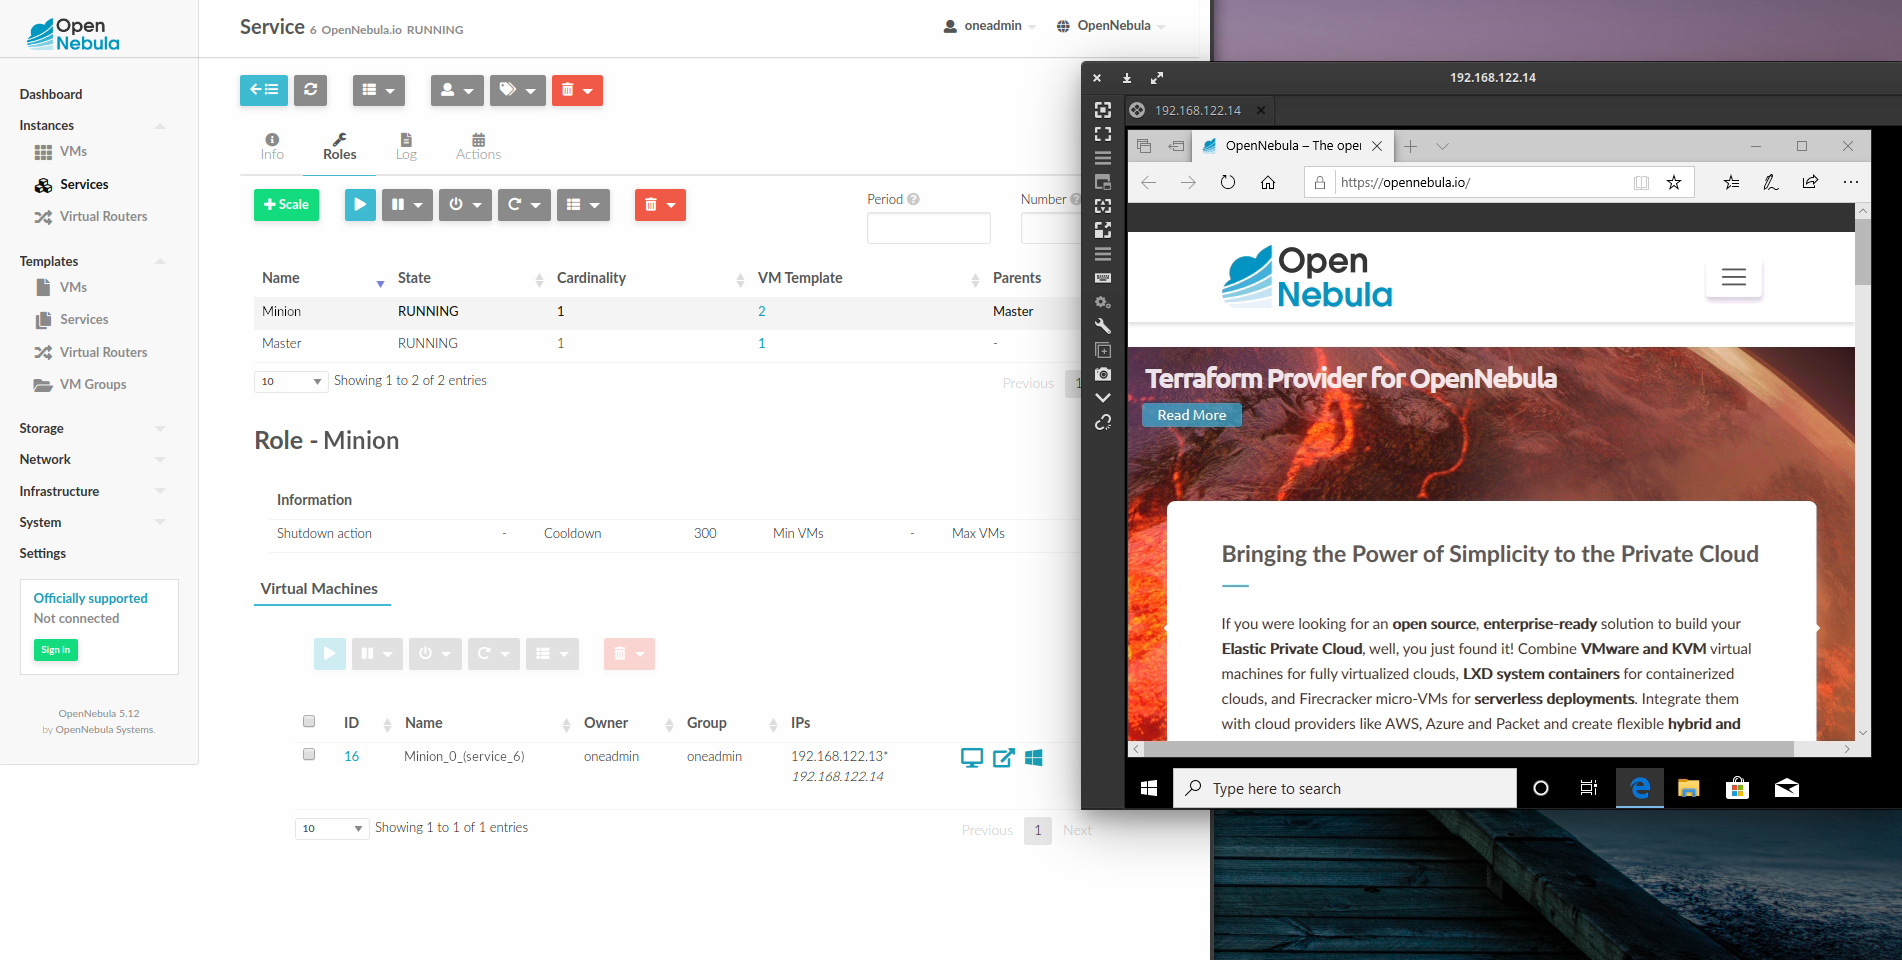 Open
Nebula
Service 6 OpenNebula.io RUNNING
oneadmin
OpenNebula
Dashboard
Instances
VMs
Services
Virtual Routers
Templates
VMs
Services
Virtual Routers
VM Groups
Storage
Network
Infrastructure
System
Settings
Officially supported
Not connected
Sign in
OpenNebula 5.12
by OpenNebula Systems.
Info
Roles
Log
Actions
Scale
Period
Number
Name State Cardinality VM Template Parents
Minion RUNNING 1 2 Master
Master RUNNING 1 1 -
10 Showing 1 to 2 of 2 entries
Previous 1
Role - Minion
Information
Shutdown action - Cooldown 300 Min VMs - Max VMs
Virtual Machines
ID Name Owner Group IPs
16 Minion_0_(service_6) oneadmin oneadmin 192.168.122.13*
192.168.122.14
10 Showing 1 to 1 of 1 entries
Previous 1 Next
192.168.122.14
192.168.122.14
OpenNebula – The oper
https://opennebula.io/
Open
Nebula
Terraform Provider for OpenNebula
Read More
Bringing the Power of Simplicity to the Private Cloud
If you were looking for an open source, enterprise-ready solution to build your
Elastic Private Cloud, well, you just found it! Combine VMware and KVM virtual
machines for fully virtualized clouds, LXD system containers for containerized
clouds, and Firecracker micro-VMs for serverless deployments. Integrate them
with cloud providers like AWS, Azure and Packet and create flexible hybrid and
Type here to search